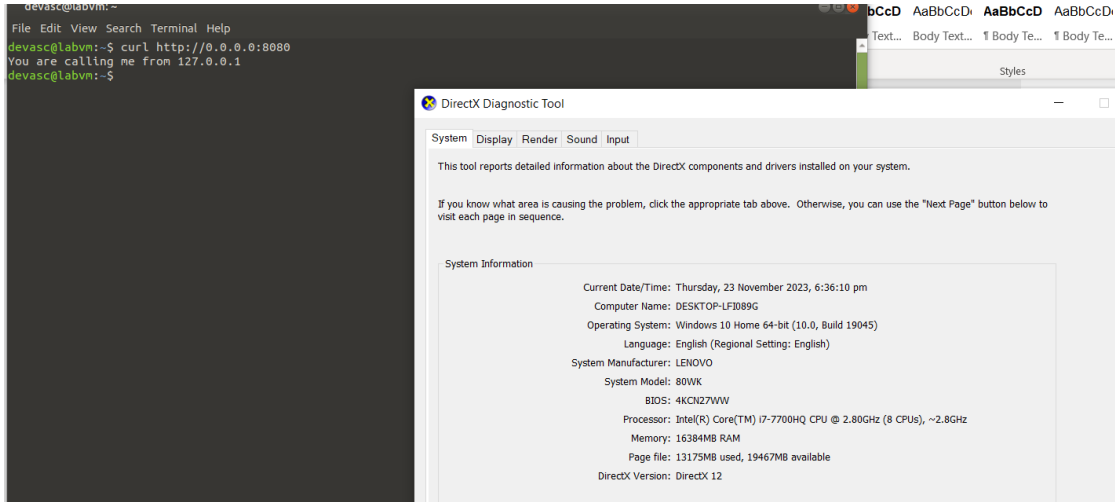 devasc@labvm: ~
File Edit View Search Terminal Help
devasc@labvm:~$ curl http://0.0.0.0:8080
You are calling me from 127.0.0.1
devasc@labvm:~$
bCcD AaBbCcD AaBbCcD AaBbCcD
Text... Body Text... ¶ Body Te... ¶ Body Te...
Styles
DirectX Diagnostic Tool
System Display Render Sound Input
This tool reports detailed information about the DirectX components and drivers installed on your system.
If you know what area is causing the problem, click the appropriate tab above. Otherwise, you can use the "Next Page" button below to
visit each page in sequence.
System Information
Current Date/Time: Thursday, 23 November 2023, 6:36:10 pm
Computer Name: DESKTOP-LFI089G
Operating System: Windows 10 Home 64-bit (10.0, Build 19045)
Language: English (Regional Setting: English)
System Manufacturer: LENOVO
System Model: 80WK
BIOS: 4KCN27WW
Processor: Intel(R) Core(TM) i7-7700HQ CPU @ 2.80GHz (8 CPUs), ~2.8GHz
Memory: 16384MB RAM
Page file: 13175MB used, 19467MB available
DirectX Version: DirectX 12